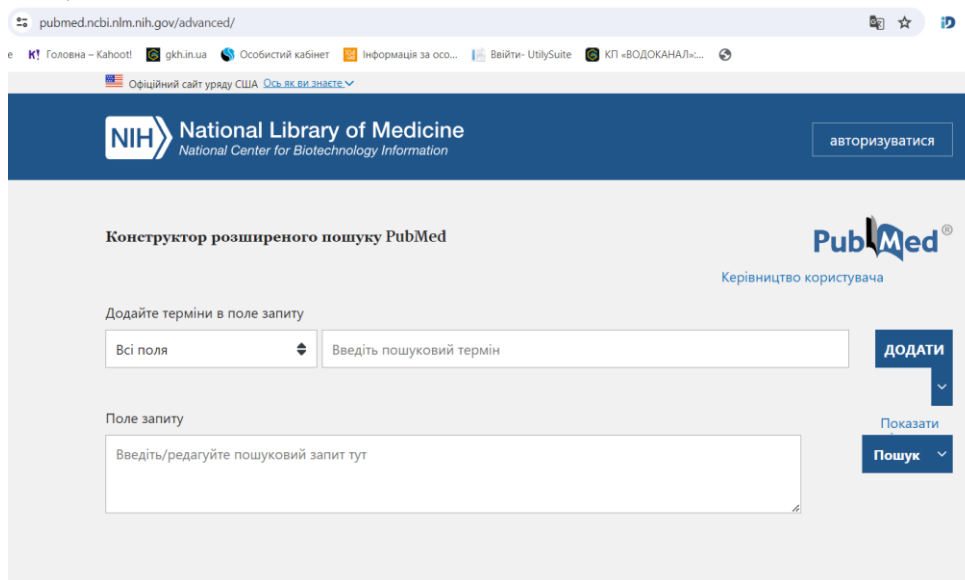 pubmed.ncbi.nlm.nih.gov/advanced/
е K! Головна – Kahoot! gkh.in.ua Особистий кабінет Інформація за осо... Ввійти- UtilySuite КП «ВОДОКАНАЛ»:...
Офіційний сайт уряду США Ось як ви знаєте
NIH National Library of Medicine
National Center for Biotechnology Information
авторизуватися
Конструктор розширеного пошуку PubMed
PubMed®
Керівництво користувача
Додайте терміни в поле запиту
Всі поля Введіть пошуковий термін ДОДАТИ
Поле запиту
Показати
Введіть/редагуйте пошуковий запит тут
Пошук